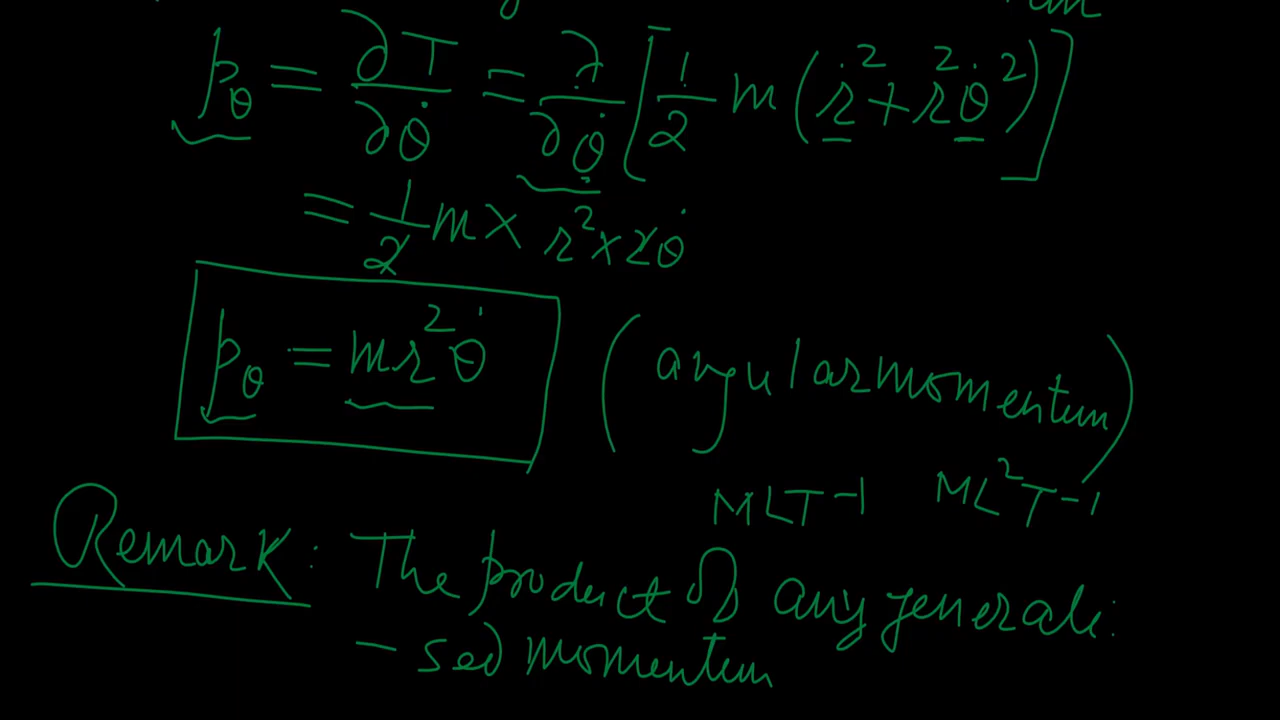 p_θ = ∂T/∂θ̇ = ∂/∂θ̇ [1/2 m(ṙ² + r²θ̇²)]
= 1/2 m × r² × 2θ̇
p_θ = mr²θ̇ (angular momentum)
MLT-1 ML²T-1
Remark: The product of any generali:
- sed momentum